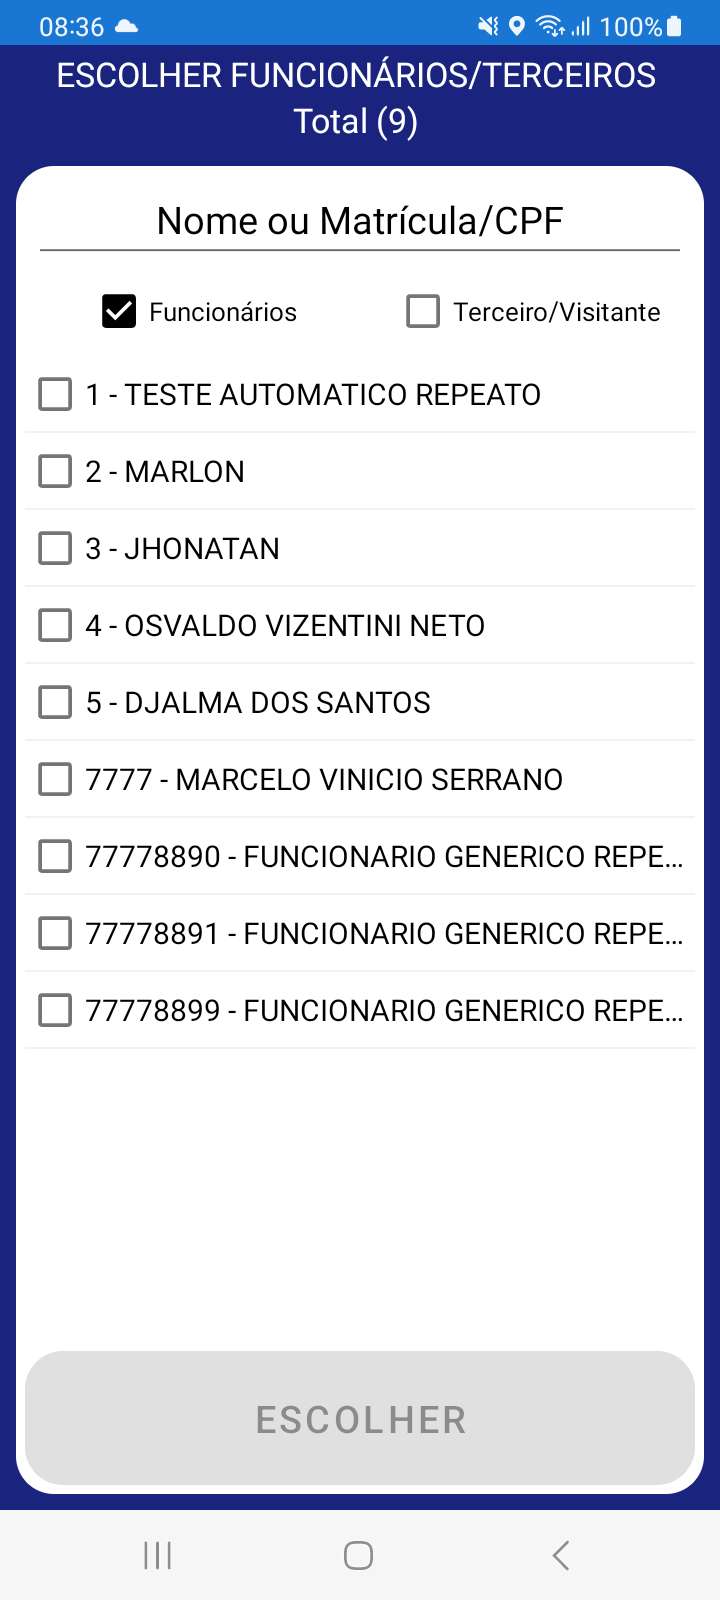 08:36
100%
ESCOLHER FUNCIONÁRIOS/TERCEIROS
Total (9)
Nome ou Matrícula/CPF
Funcionários
Terceiro/Visitante
1 - TESTE AUTOMATICO REPEATO
2 - MARLON
3 - JHONATAN
4 - OSVALDO VIZENTINI NETO
5 - DJALMA DOS SANTOS
7777 - MARCELO VINICIO SERRANO
77778890 - FUNCIONARIO GENERICO REPE...
77778891 - FUNCIONARIO GENERICO REPE...
77778899 - FUNCIONARIO GENERICO REPE...
ESCOLHER